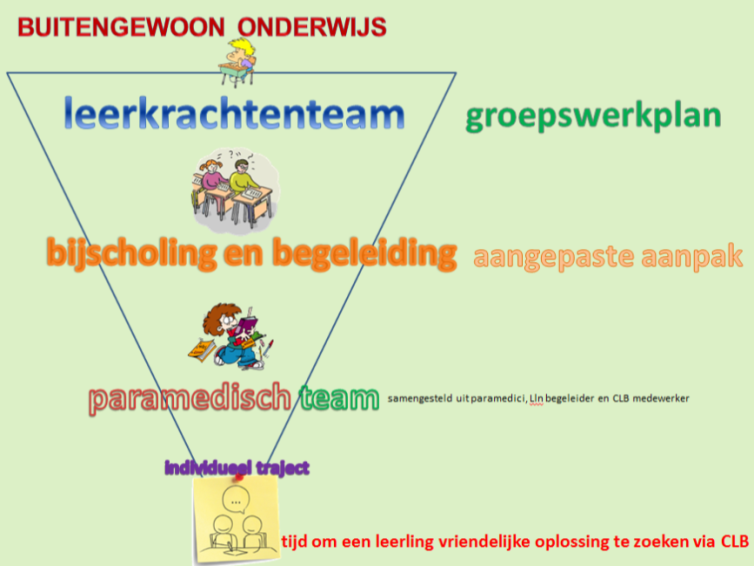 BUITENGEWOON ONDERWIJS
leerkrachtenteam groepswerkplan
bijscholing en begeleiding aangepaste aanpak
paramedisch team samengesteld uit paramedici, Lln begeleider en CLB medewerker
individueel traject
tijd om een leerling vriendelijke oplossing te zoeken via CLB